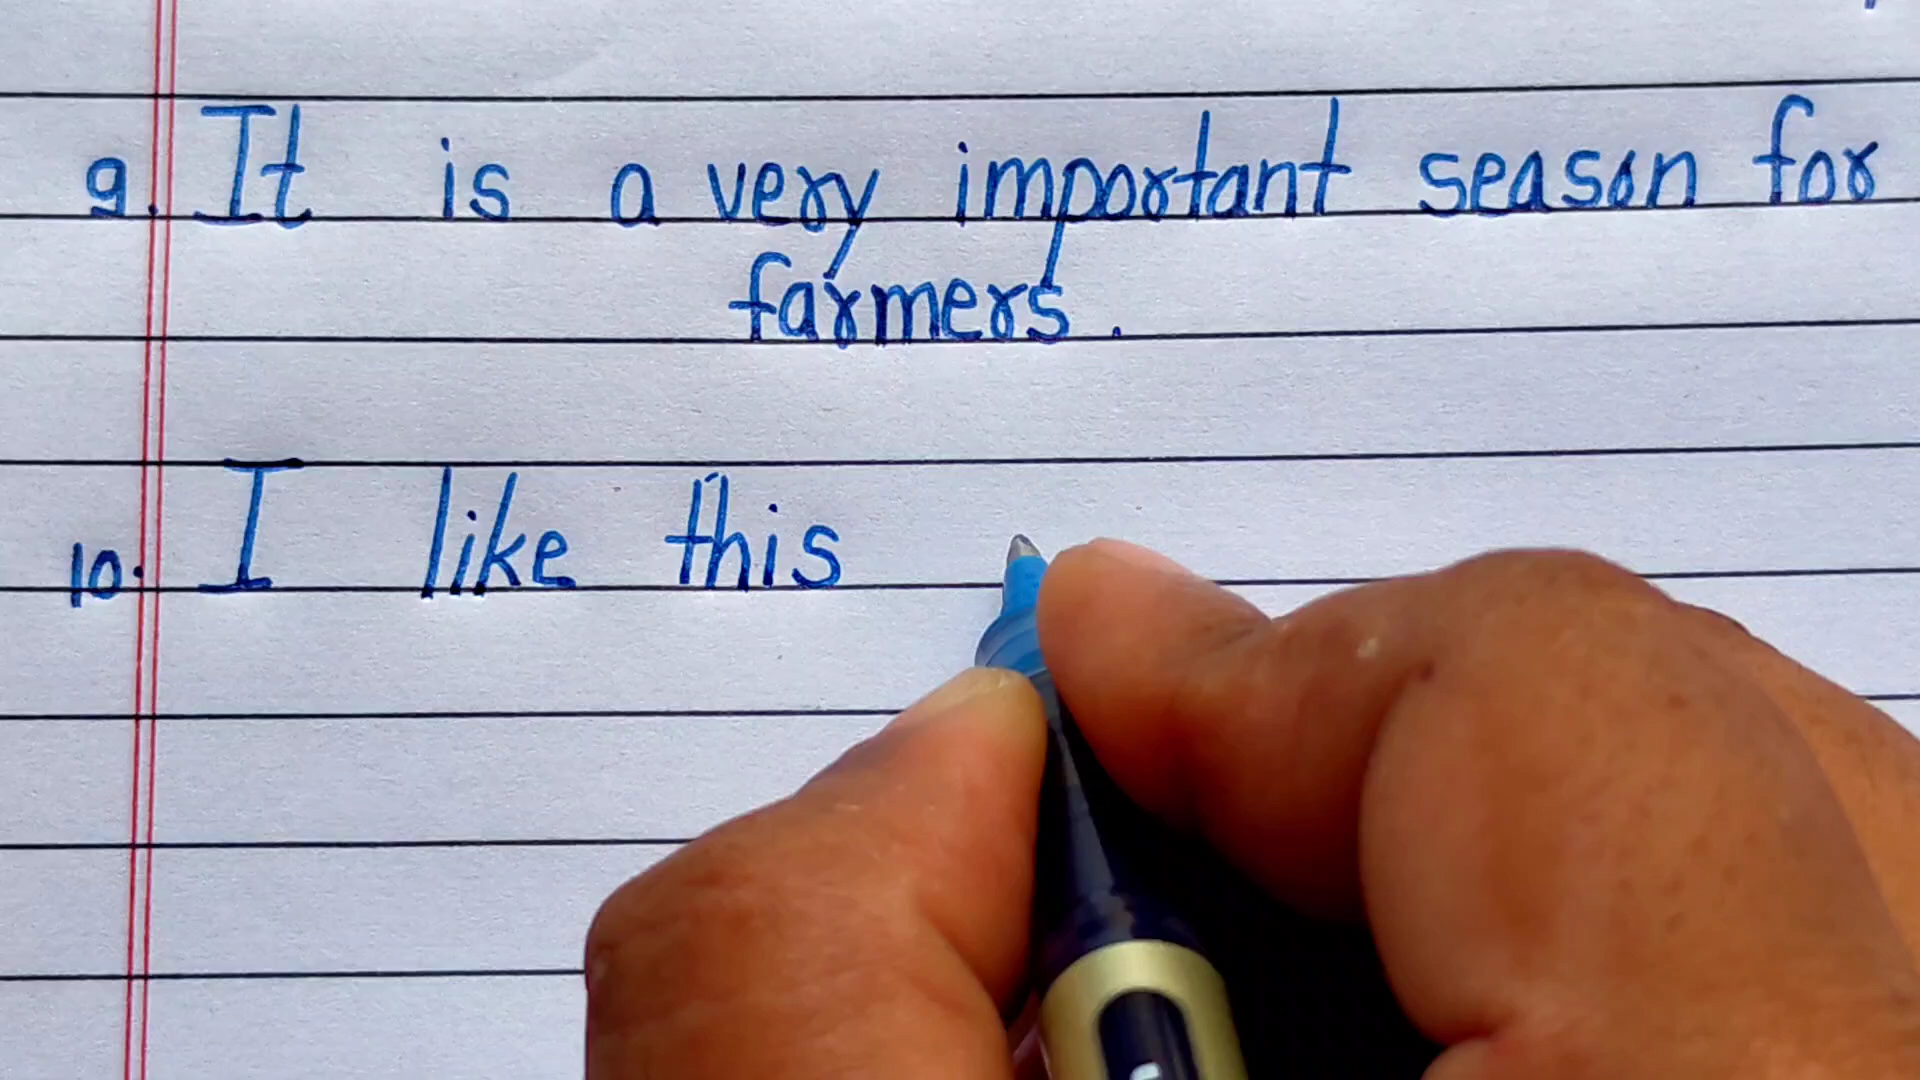 9. It is a very important season for
farmers.
10. I like this